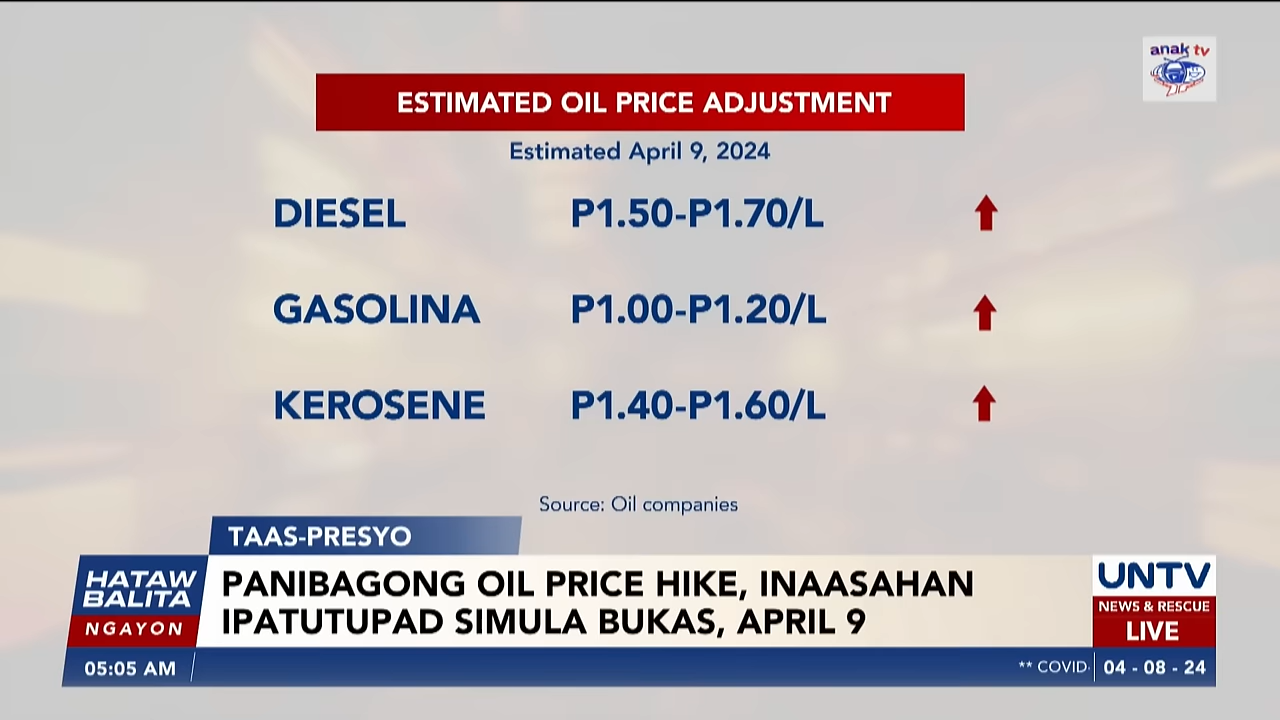 anak tv
ESTIMATED OIL PRICE ADJUSTMENT
Estimated April 9, 2024
DIESEL P1.50-P1.70/L
GASOLINA P1.00-P1.20/L
KEROSENE P1.40-P1.60/L
Source: Oil companies
TAAS-PRESYO
HATAW
BALITA
NGAYON
PANIBAGONG OIL PRICE HIKE, INAASAHAN
IPATUTUPAD SIMULA BUKAS, APRIL 9
UNTV
NEWS & RESCUE
LIVE
05:05 AM
** COVID
04 - 08 - 24